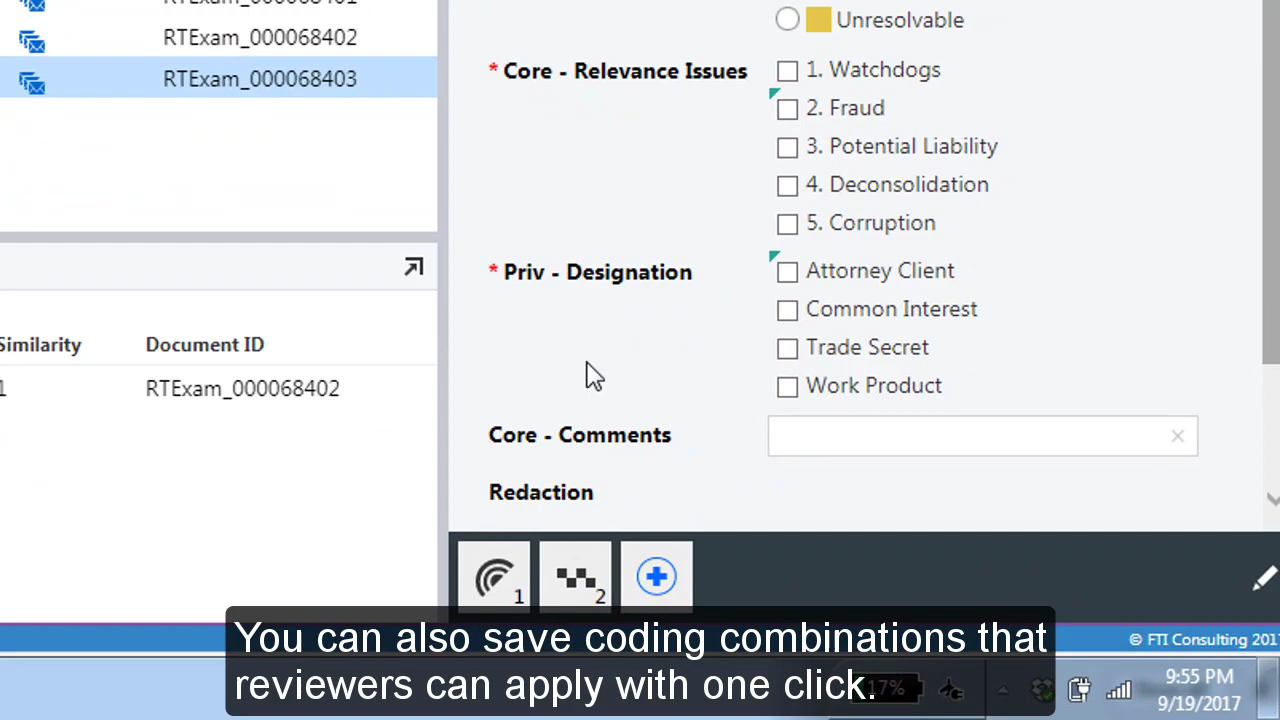 RTExam_000068402
RTExam_000068403
Similarity
Document ID
1
RTExam_000068402
Unresolvable
* Core - Relevance Issues
1. Watchdogs
2. Fraud
3. Potential Liability
4. Deconsolidation
5. Corruption
* Priv - Designation
Attorney Client
Common Interest
Trade Secret
Work Product
Core - Comments
Redaction
1
2
© FTI Consulting 201
You can also save coding combinations that
reviewers can apply with one click.
17%
9:55 PM
9/19/2017